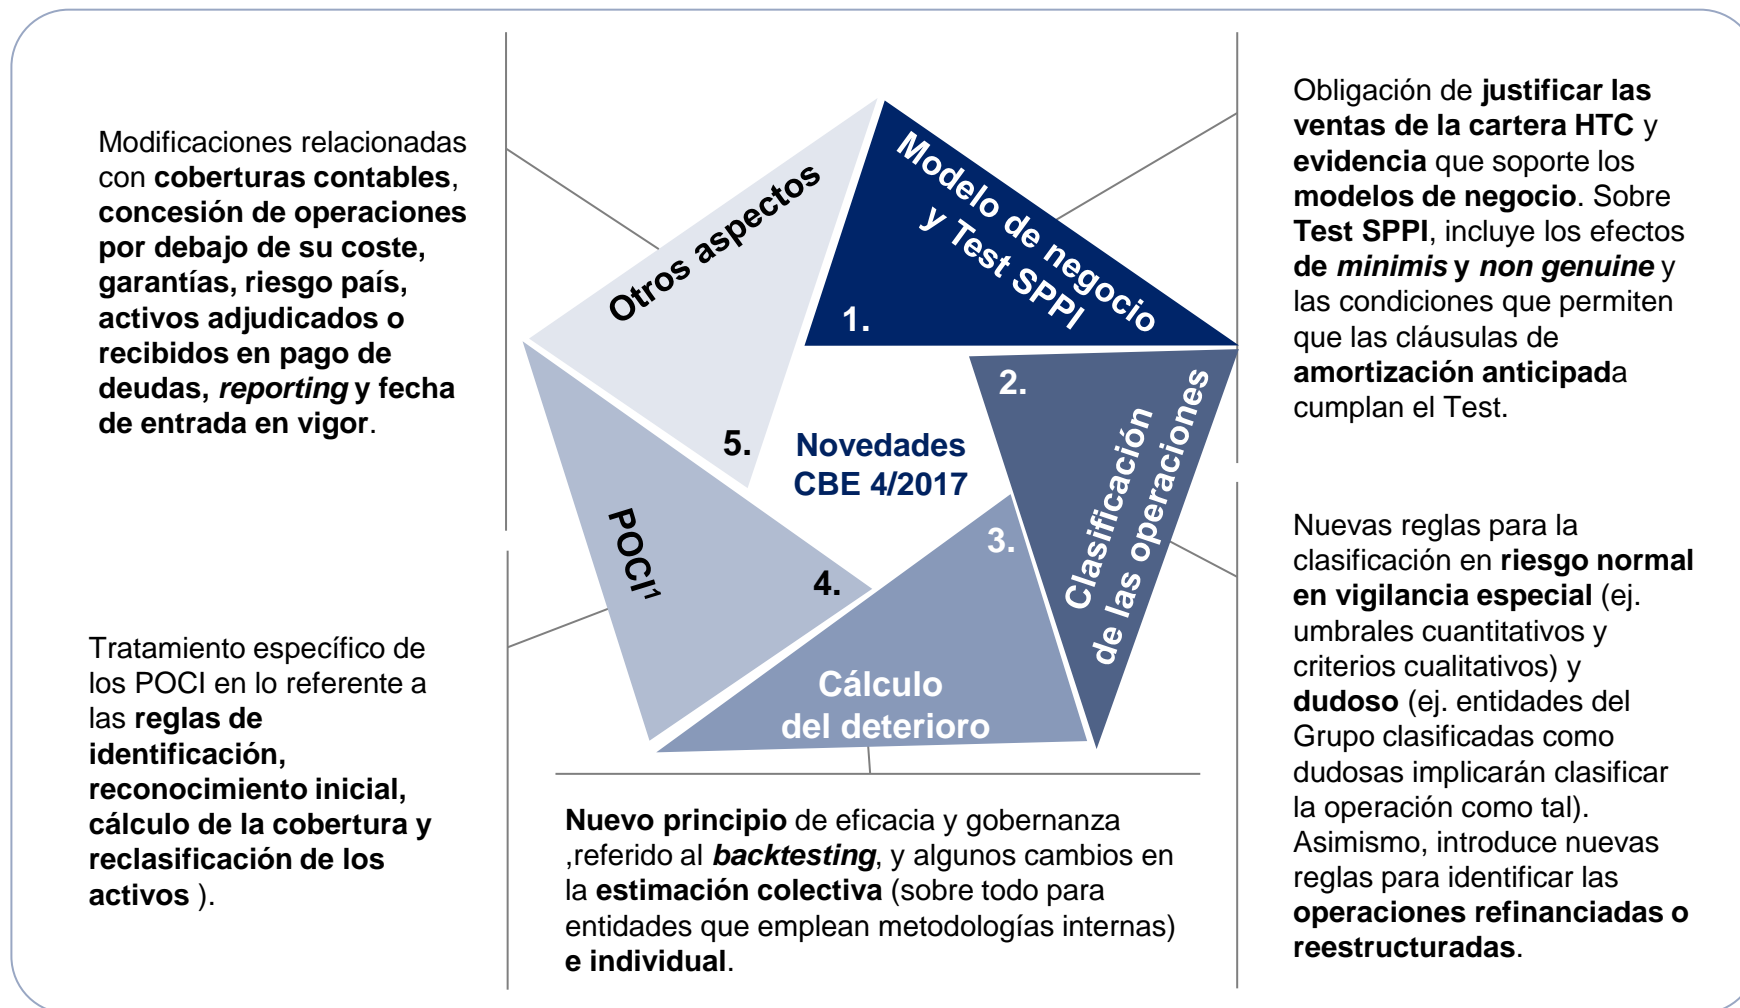 Modificaciones relacionadas
con coberturas contables,
concesión de operaciones
por debajo de su coste,
garantías, riesgo país,
activos adjudicados o
recibidos en pago de
deudas, reporting y fecha
de entrada en vigor.
Tratamiento específico de
los POCI en lo referente a
las reglas de
identificación,
reconocimiento inicial,
cálculo de la cobertura y
reclasificación de los
activos ).
Otros aspectos
5.
Modelo de negocio
y Test SPPI
1.
2.
Clasificación
de las operaciones
Novedades
CBE 4/2017
3.
Cálculo
del deterioro
POCI¹
4.
Nuevo principio de eficacia y gobernanza
,referido al backtesting, y algunos cambios en
la estimación colectiva (sobre todo para
entidades que emplean metodologías internas)
e individual.
Obligación de justificar las
ventas de la cartera HTC y
evidencia que soporte los
modelos de negocio. Sobre
Test SPPI, incluye los efectos
de minimis y non genuine y
las condiciones que permiten
que las cláusulas de
amortización anticipada
cumplan el Test.
Nuevas reglas para la
clasificación en riesgo normal
en vigilancia especial (ej.
umbrales cuantitativos y
criterios cualitativos) y
dudoso (ej. entidades del
Grupo clasificadas como
dudosas implicarán clasificar
la operación como tal).
Asimismo, introduce nuevas
reglas para identificar las
operaciones refinanciadas o
reestructuradas.